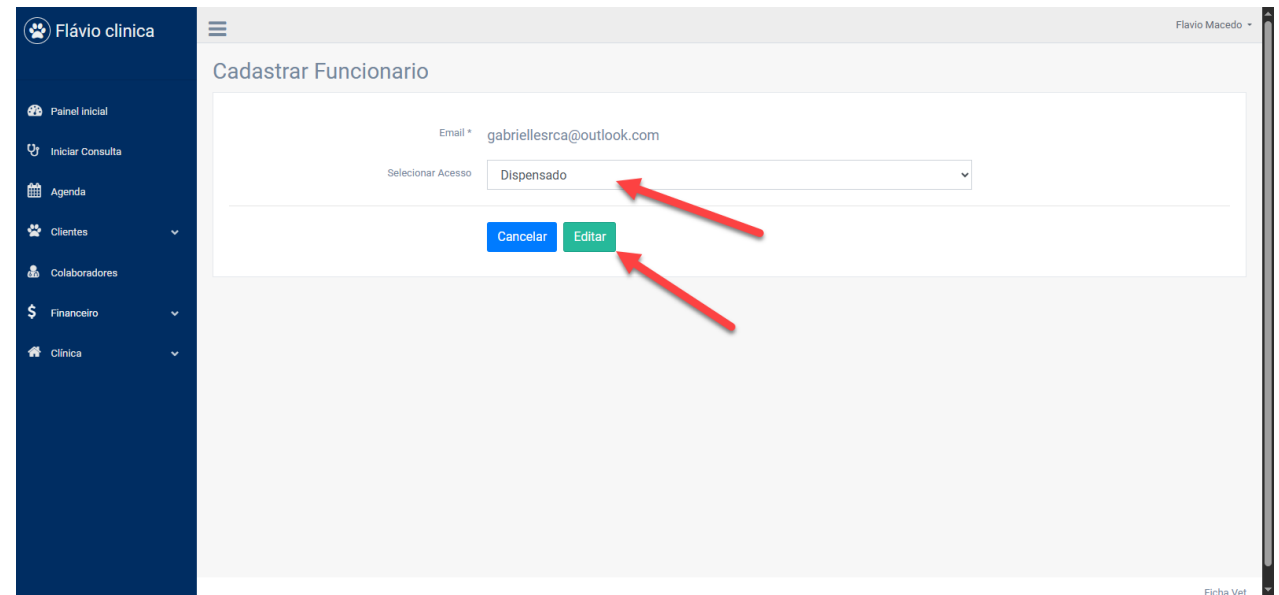 Flávio clinica
Flavio Macedo
Cadastrar Funcionario
Painel inicial
Iniciar Consulta
Agenda
Clientes
Colaboradores
Financeiro
Clínica
Email * gabriellesrca@outlook.com
Selecionar Acesso Dispensado
Cancelar Editar
Ficha Vet